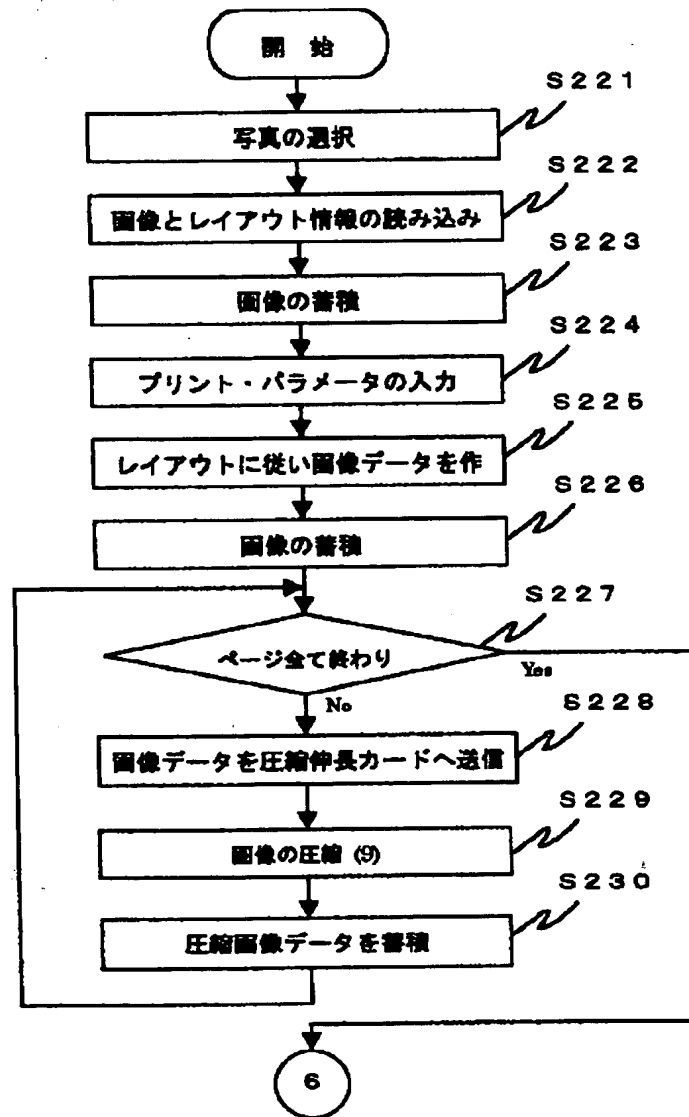 開 始
S221
写真の選択
S222
画像とレイアウト情報の読み込み
S223
画像の蓄積
S224
プリント・パラメータの入力
S225
レイアウトに従い画像データを作
S226
画像の蓄積
S227
ページ全て終わり
Yes
No
S228
画像データを圧縮伸長カードへ送信
S229
画像の圧縮 (9)
S230
圧縮画像データを蓄積
6